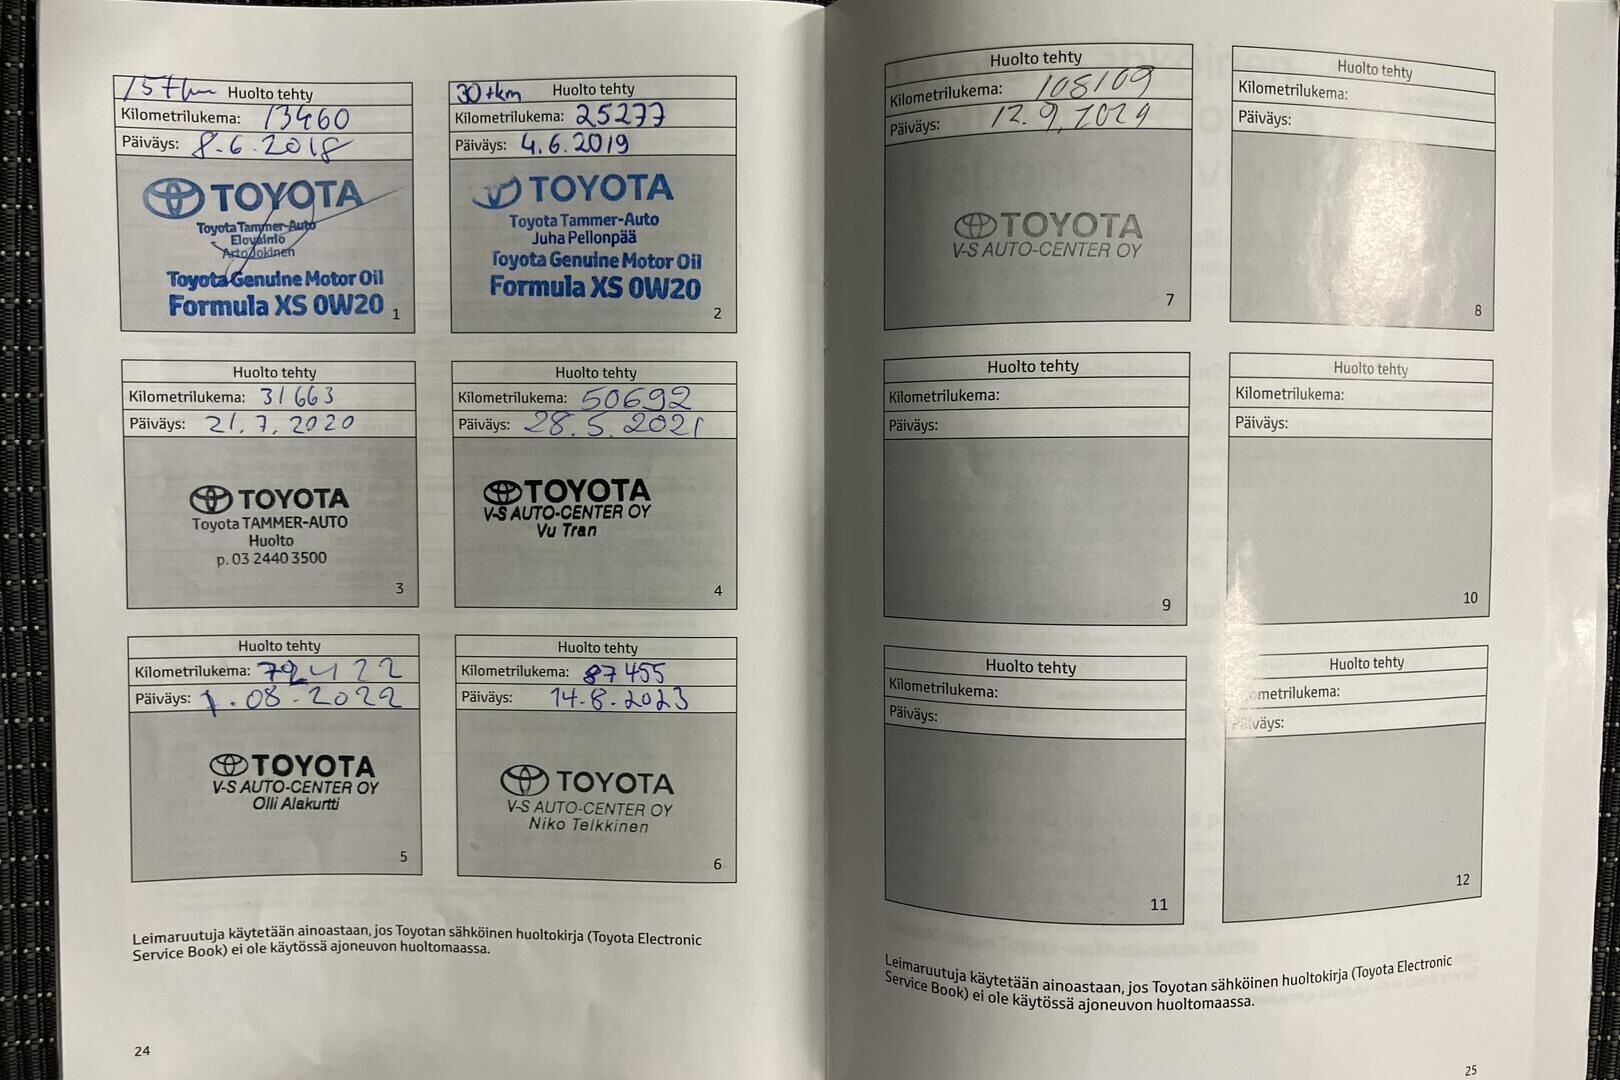 15 tkm Huolto tehty
Kilometrilukema: 13460
Päiväys: 8.6.2018
TOYOTA
Toyota Tammer-Auto
Elovainio
Arto Jokinen
Toyota Genuine Motor Oil
Formula XS 0W20
1
30 tkm Huolto tehty
Kilometrilukema: 25277
Päiväys: 4.6.2019
TOYOTA
Toyota Tammer-Auto
Juha Pellonpää
Toyota Genuine Motor Oil
Formula XS 0W20
2
Huolto tehty
Kilometrilukema: 31663
Päiväys: 21.7.2020
TOYOTA
Toyota TAMMER-AUTO
Huolto
p. 03 2440 3500
3
Huolto tehty
Kilometrilukema: 50692
Päiväys: 28.5.2021
TOYOTA
V-S AUTO-CENTER OY
Vu Tran
4
Huolto tehty
Kilometrilukema:
Päiväys: 1.08-2022
TOYOTA
V-S AUTO-CENTER OY
Olli Alakurtti
5
Huolto tehty
Kilometrilukema: 87455
Päiväys: 14.8.2023
TOYOTA
V-S AUTO-CENTER OY
Niko Teikkinen
6
Leimaruutuja käytetään ainoastaan, jos Toyotan sähköinen huoltokirja (Toyota Electronic
Service Book) ei ole käytössä ajoneuvon huoltomaassa.
24
Huolto tehty
Kilometrilukema: 108109
Päiväys: 12.9.2024
TOYOTA
V-S AUTO-CENTER OY
7
Huolto tehty
Kilometrilukema:
Päiväys:
8
Huolto tehty
Kilometrilukema:
Päiväys:
9
Huolto tehty
Kilometrilukema:
Päiväys:
10
Huolto tehty
Kilometrilukema:
Päiväys:
11
Huolto tehty
Kilometrilukema:
Päiväys:
12
Leimaruutuja käytetään ainoastaan, jos Toyotan sähköinen huoltokirja (Toyota Electronic
Service Book) ei ole käytössä ajoneuvon huoltomaassa.
25